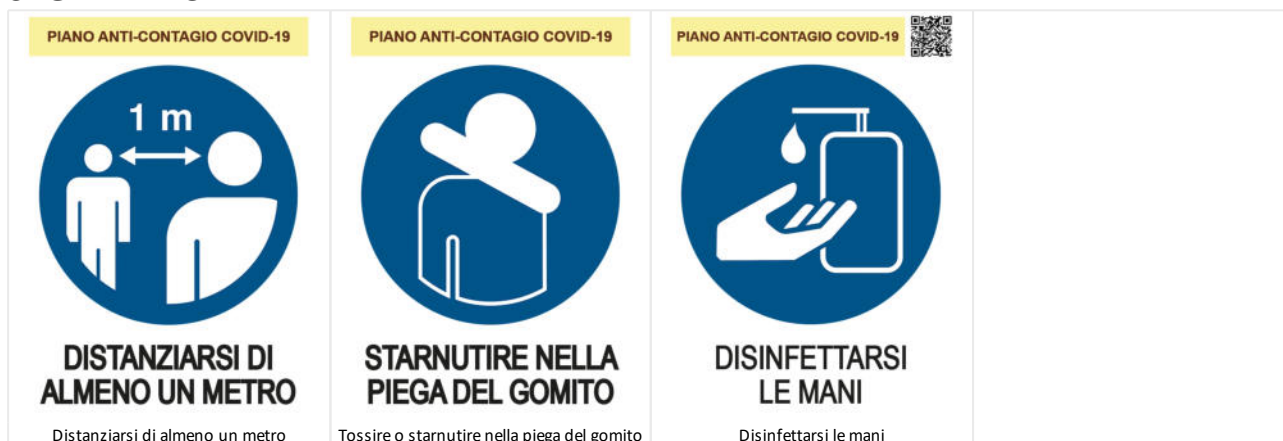 PIANO ANTI-CONTAGIO COVID-19
1 m
DISTANZIARSI DI
ALMENO UN METRO
Distanziarsi di almeno un metro
PIANO ANTI-CONTAGIO COVID-19
STARNUTIRE NELLA
PIEGA DEL GOMITO
Tossire o starnutire nella piega del gomito
PIANO ANTI-CONTAGIO COVID-19
DISINFETTARSI
LE MANI
Disinfettarsi le mani